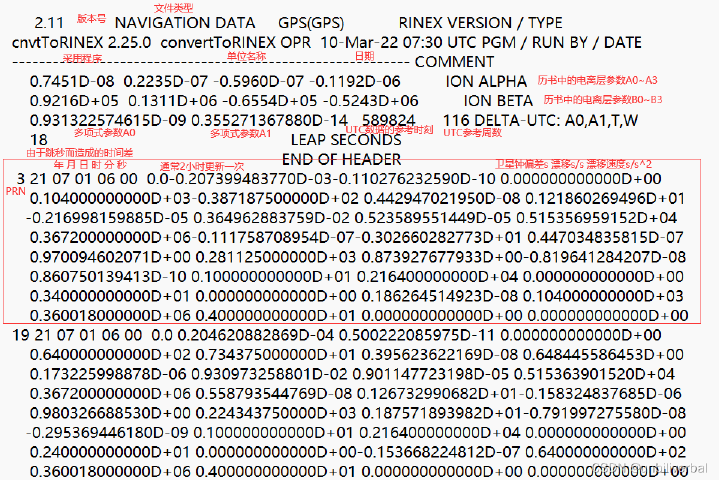 文件类型
2.11 NAVIGATION DATA GPS(GPS) RINEX VERSION / TYPE
版本号
cnvtToRINEX 2.25.0 convertToRINEX OPR 10-Mar-22 07:30 UTC PGM / RUN BY / DATE
采用程序 单位名称 日期
------------------------------------------------------------ COMMENT
0.7451D-08 0.2235D-07 -0.5960D-07 -0.1192D-06 ION ALPHA 历书中的电离层参数A0~A3
0.9216D+05 0.1311D+06 -0.6554D+05 -0.5243D+06 ION BETA 历书中的电离层参数B0~B3
0.931322574615D-09 0.355271367880D-14 589824 116 DELTA-UTC: A0,A1,T,W
多项式参数A0 多项式参数A1 UTC数据的参考时刻 UTC参考周数
18 LEAP SECONDS
由于跳秒而造成的时间差
END OF HEADER
年 月 日 时 分 秒 通常2小时更新一次 卫星钟偏差s 漂移s/s 漂移速度s/s^2
3 21 07 01 06 00 0.0-0.207399483770D-03-0.110276232590D-10 0.000000000000D+00
PRN
0.104000000000D+03-0.387187500000D+02 0.442947021950D-08 0.121860269496D+01
-0.216998159885D-05 0.364962883759D-02 0.523589551449D-05 0.515356959152D+04
0.367200000000D+06-0.111758708954D-07-0.302660282773D+01 0.447034835815D-07
0.970094602071D+00 0.281125000000D+03 0.873927677933D+00-0.819641284207D-08
0.860750139413D-10 0.100000000000D+01 0.216400000000D+04 0.000000000000D+00
0.340000000000D+01 0.000000000000D+00 0.186264514923D-08 0.104000000000D+03
0.360018000000D+06 0.400000000000D+01 0.000000000000D+00 0.000000000000D+00
19 21 07 01 06 00 0.0 0.204620882869D-04 0.500222085975D-11 0.000000000000D+00
0.640000000000D+02 0.734375000000D+01 0.395623622169D-08 0.648445586453D+00
0.173225998878D-06 0.930973258801D-02 0.901147723198D-05 0.515363901520D+04
0.367200000000D+06 0.558793544769D-08 0.126732990682D+01-0.158324837685D-06
0.980326688530D+00 0.224343750000D+03 0.187571893982D+01-0.791997275580D-08
-0.295369446180D-09 0.100000000000D+01 0.216400000000D+04 0.000000000000D+00
0.240000000000D+01 0.000000000000D+00-0.153668224812D-07 0.640000000000D+02
0.360018000000D+06 0.400000000000D+01 0.000000000000D+00 0.000000000000D+00